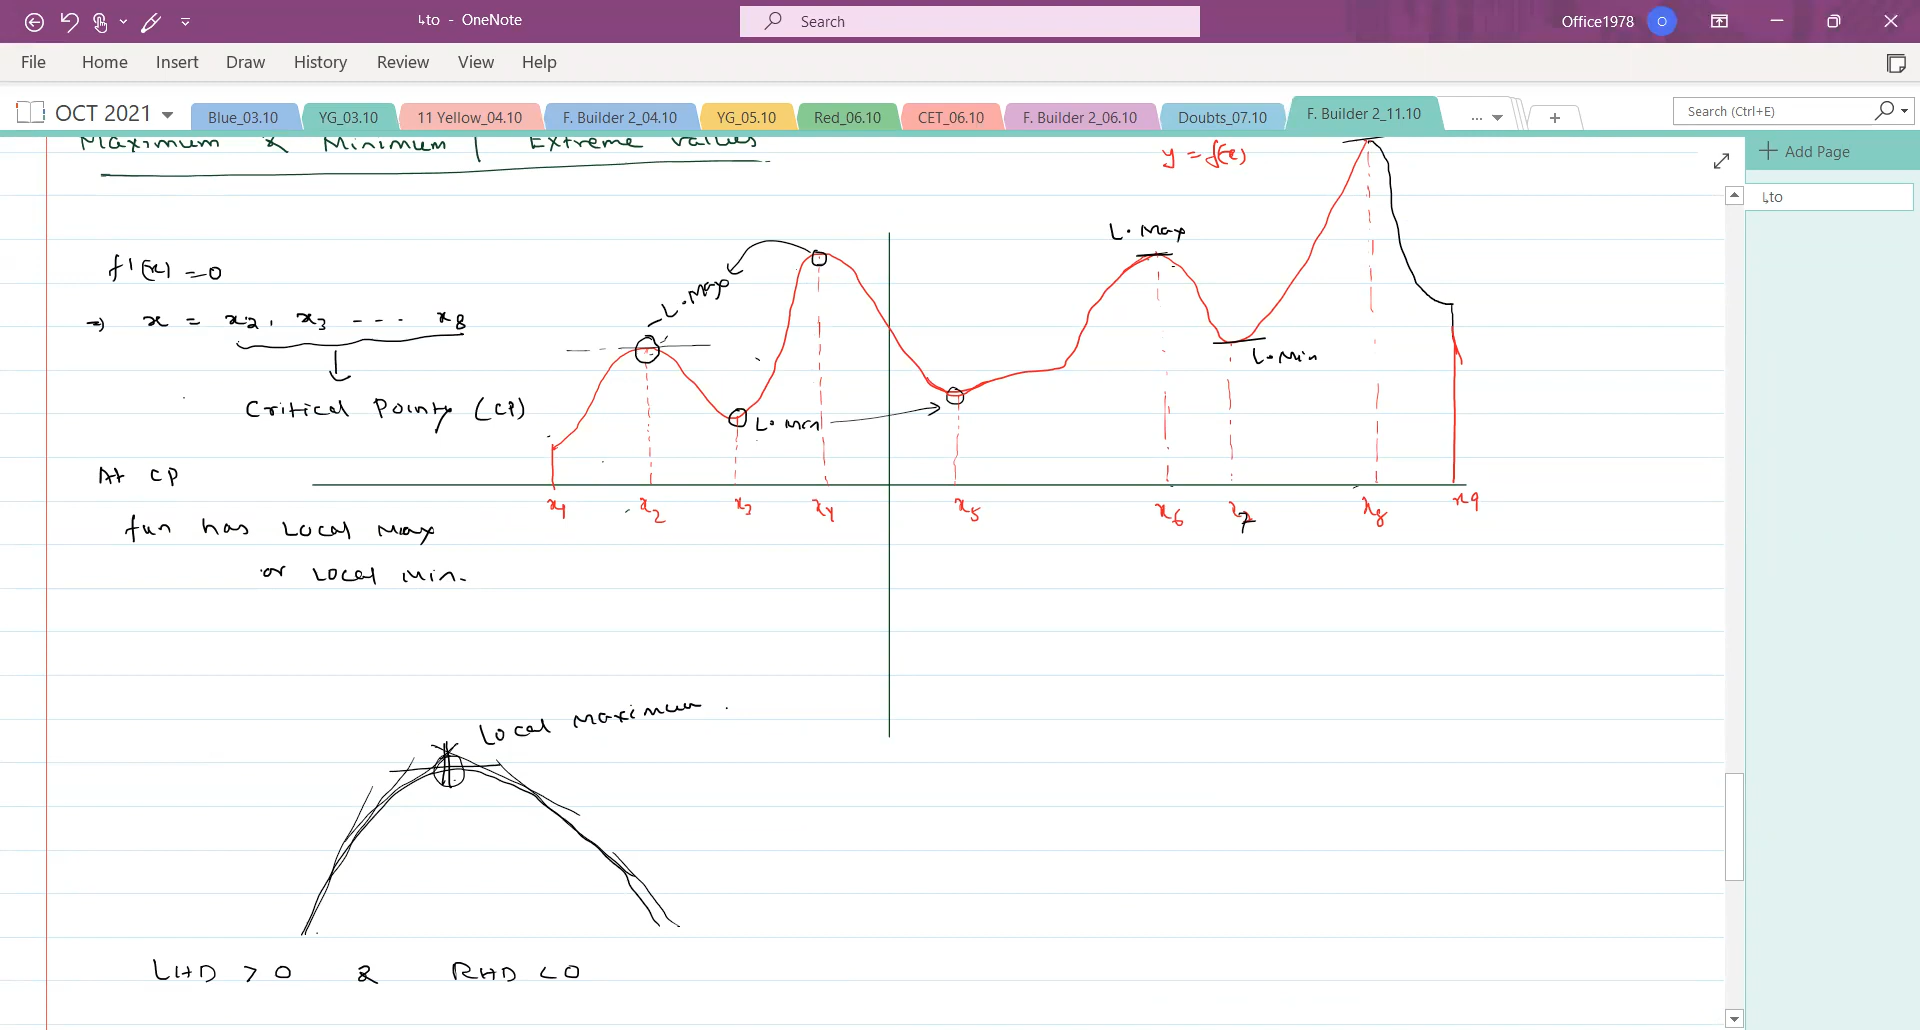 ↳to - OneNote
Search
Office1978
O
File Home Insert Draw History Review View Help
OCT 2021
Blue_03.10
YG_03.10
11 Yellow_04.10
F. Builder 2_04.10
YG_05.10
Red_06.10
CET_06.10
F. Builder 2_06.10
Doubts_07.10
F. Builder 2_11.10
...
Search (Ctrl+E)
Add Page
↳to
Maximum & Minimum | Extreme Values
y = f(x)
f'(x) = 0
⇒ x = x2, x3 --- x8
Critical Points (CP)
At CP
fun has Local Max
or Local Min.
L. Max
L. Min
L. Max
L. Min
x1 x2 x3 x4 x5 x6 x7 x8 x9
Local Maximum.
LHD > 0 & RHD < 0